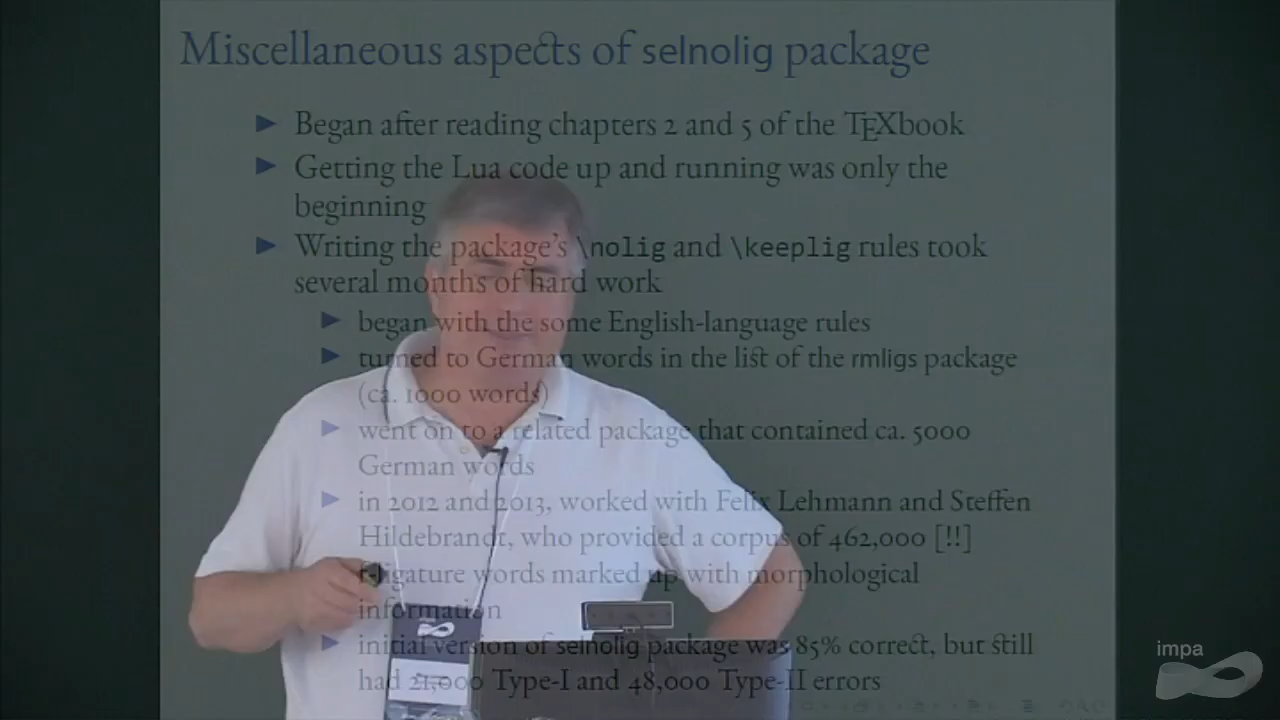 Miscellaneous aspects of selnolig package
► Began after reading chapters 2 and 5 of the TEXbook
► Getting the Lua code up and running was only the
beginning
► Writing the package's \nolig and \keeplig rules took
several months of hard work
► began with the some English-language rules
► turned to German words in the list of the rmligs package
(ca. 1000 words)
► went on to a related package that contained ca. 5000
German words
► in 2012 and 2013, worked with Felix Lehmann and Steffen
Hildebrandt, who provided a corpus of 462,000 [!!]
ligature words marked up with morphological
information
► initial version of selnolig package was 85% correct, but still
had 21,000 Type-I and 48,000 Type-II errors
impa